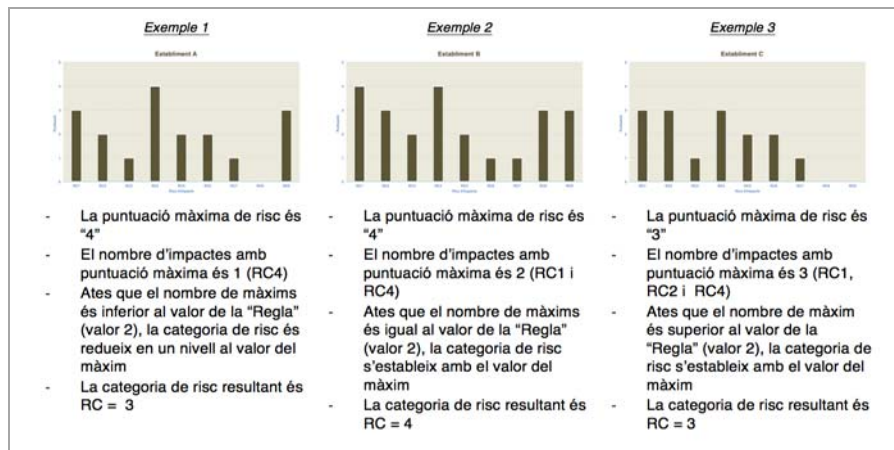 Exemple 1
Establiment A
- La puntuació màxima de risc és
“4”
- El nombre d'impactes amb
puntuació màxima és 1 (RC4)
- Ates que el nombre de màxims
és inferior al valor de la “Regla”
(valor 2), la categoria de risc és
redueix en un nivell al valor del
màxim
- La categoria de risc resultant és
RC = 3
Exemple 2
Establiment B
- La puntuació màxima de risc és
“4”
- El nombre d'impactes amb
puntuació màxima és 2 (RC1 i
RC4)
- Ates que el nombre de màxims
és igual al valor de la “Regla”
(valor 2), la categoria de risc
s'estableix amb el valor del
màxim
- La categoria de risc resultant és
RC = 4
Exemple 3
Establiment C
- La puntuació màxima de risc és
“3”
- El nombre d'impactes amb
puntuació màxima és 3 (RC1,
RC2 i RC4)
- Ates que el nombre de màxim
és superior al valor de la
“Regla” (valor 2), la categoria de
risc s'estableix amb el valor del
màxim
- La categoria de risc resultant és
RC = 3